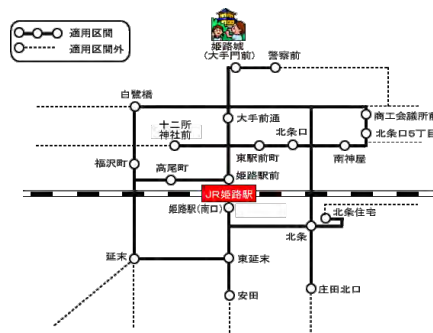 適用区間
適用区間外
姫路城
(大手門前)
警察前
白鷺橋
十二所
神社前
大手前通
北条口
商工会議所前
北条口5丁目
東駅前町
南神屋
福沢町
高尾町
姫路駅前
JR姫路駅
姫路駅(南口)
北条住宅
北条
延末
東延末
安田
庄田北口